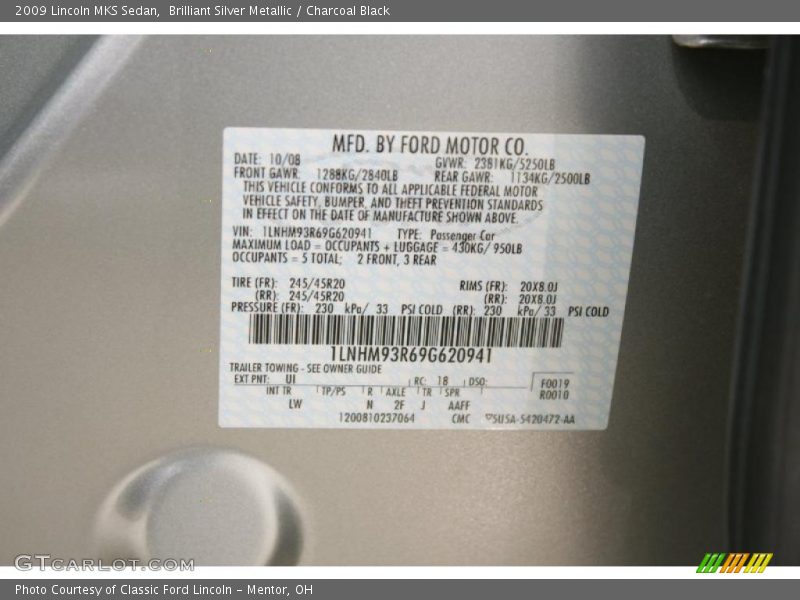 2009 Lincoln MKS Sedan, Brilliant Silver Metallic / Charcoal Black
MFD. BY FORD MOTOR CO.
DATE: 10/08 GVWR: 2381KG/5250LB
FRONT GAWR: 1288KG/2840LB REAR GAWR: 1134KG/2500LB
THIS VEHICLE CONFORMS TO ALL APPLICABLE FEDERAL MOTOR
VEHICLE SAFETY, BUMPER, AND THEFT PREVENTION STANDARDS
IN EFFECT ON THE DATE OF MANUFACTURE SHOWN ABOVE.
VIN: 1LNHM93R69G620941 TYPE: Passenger Car
MAXIMUM LOAD = OCCUPANTS + LUGGAGE = 430KG/ 950LB
OCCUPANTS = 5 TOTAL; 2 FRONT, 3 REAR
TIRE (FR): 245/45R20 RIMS (FR): 20X8.0J
(RR): 245/45R20 (RR): 20X8.0J
PRESSURE (FR): 230 kPa/ 33 PSI COLD (RR): 230 kPa/ 33 PSI COLD
1LNHM93R69G620941
TRAILER TOWING - SEE OWNER GUIDE
EXT PNT: UI RC: 18 DSO: F0019
INT TR TP/PS R AXLE TR SPR R0010
LW N 2F J AAFF
1200810237064 CMC 5U5A-5420472-AA
GTCARLOT.COM
Photo Courtesy of Classic Ford Lincoln - Mentor, OH